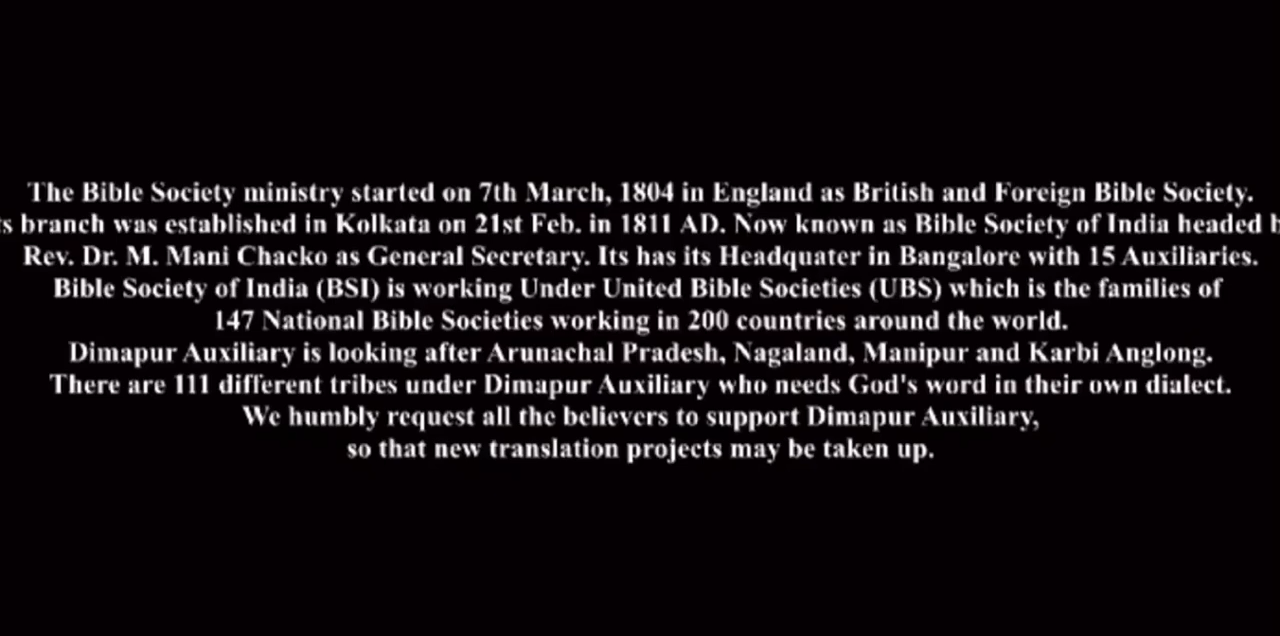 The Bible Society ministry started on 7th March, 1804 in England as British and Foreign Bible Society.
s branch was established in Kolkata on 21st Feb. in 1811 AD. Now known as Bible Society of India headed
Rev. Dr. M. Mani Chacko as General Secretary. Its has its Headquater in Bangalore with 15 Auxiliaries.
Bible Society of India (BSI) is working Under United Bible Societies (UBS) which is the families of
147 National Bible Societies working in 200 countries around the world.
Dimapur Auxiliary is looking after Arunachal Pradesh, Nagaland, Manipur and Karbi Anglong.
There are 111 different tribes under Dimapur Auxiliary who needs God's word in their own dialect.
We humbly request all the believers to support Dimapur Auxiliary,
so that new translation projects may be taken up.